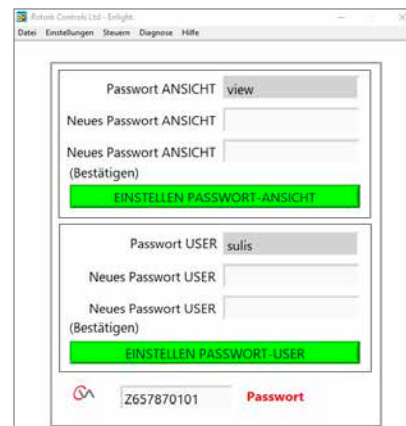 Rotork Controls Ltd - Enlight
Datei Einstellungen Steuern Diagnose Hilfe
Passwort ANSICHT view
Neues Passwort ANSICHT
Neues Passwort ANSICHT
(Bestätigen)
EINSTELLEN PASSWORT-ANSICHT
Passwort USER sulis
Neues Passwort USER
Neues Passwort USER
(Bestätigen)
EINSTELLEN PASSWORT-USER
Z657870101 Passwort